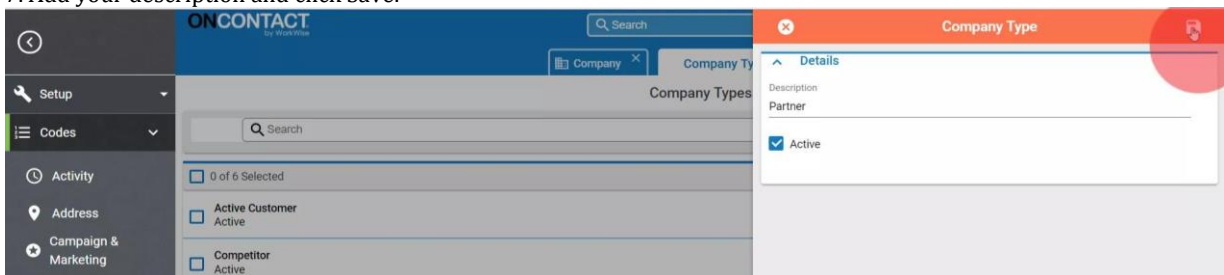 7. Add your description and click save.
ONCONTACT
by WorkWise
Search
Company Type
Company
Company Ty
Details
Setup
Company Types
Description
Partner
Codes
Search
Active
Activity
0 of 6 Selected
Address
Active Customer
Active
Campaign &
Marketing
Competitor
Active